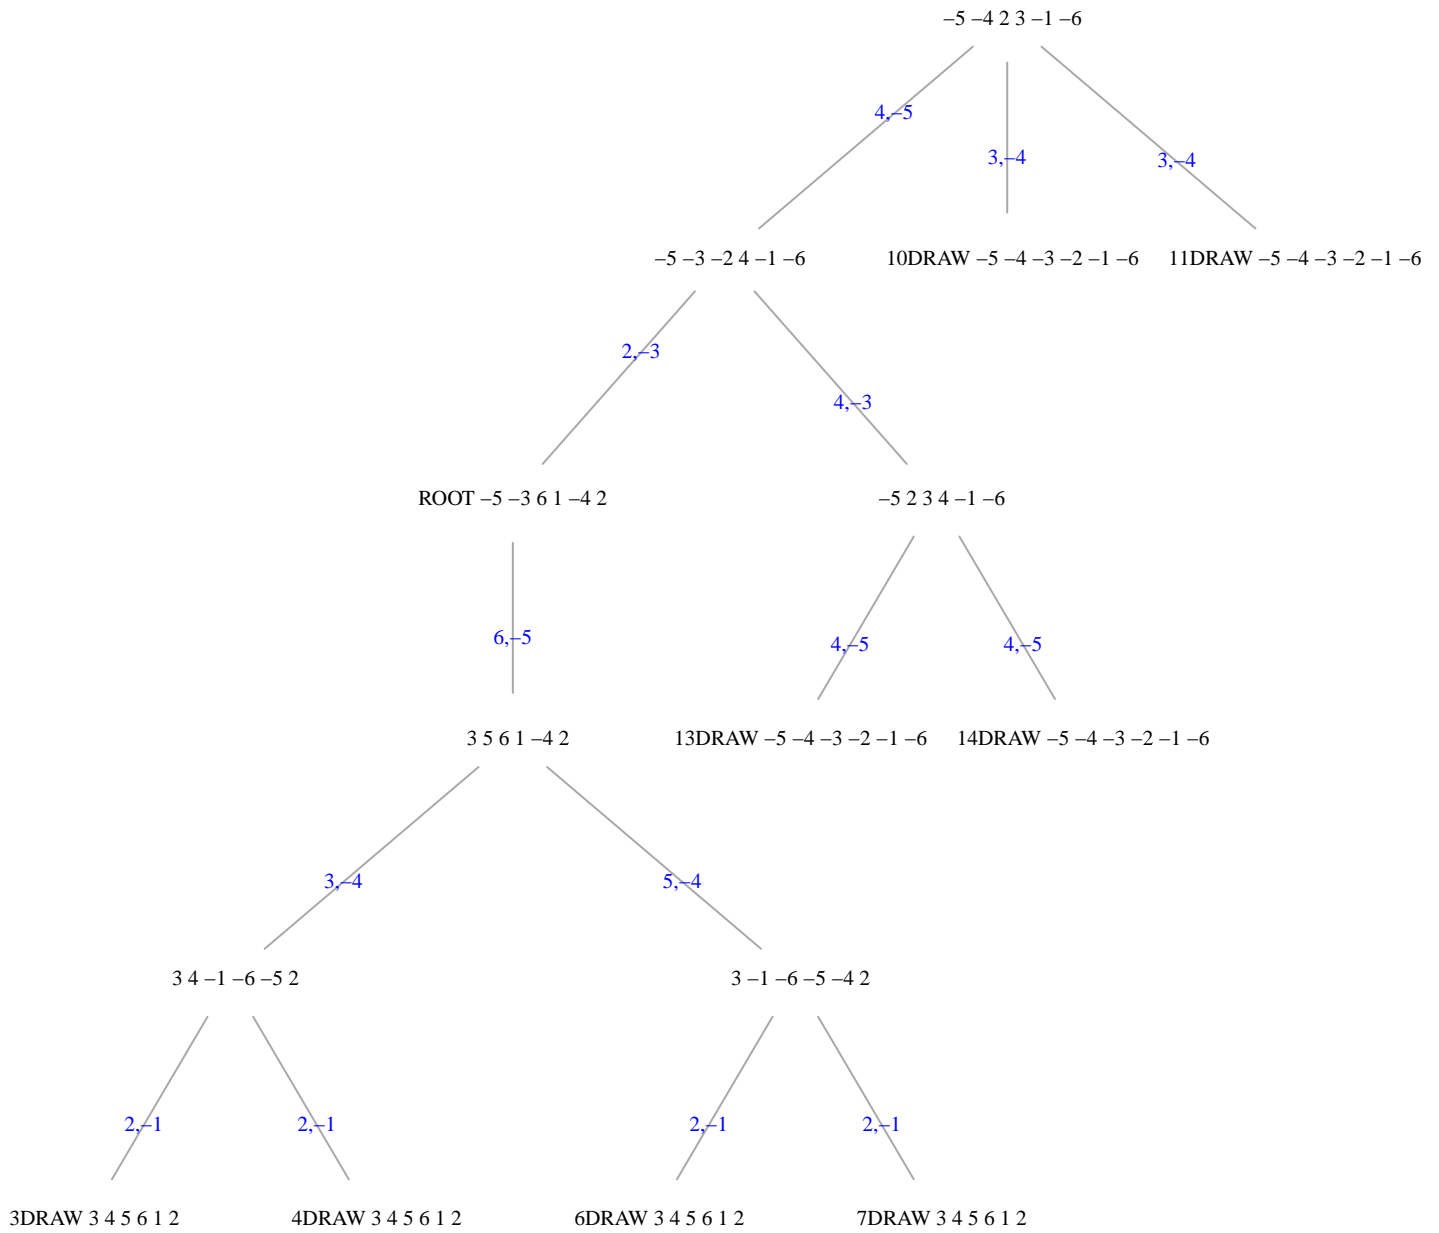 –5 –4 2 3 –1 –6
4,–5
3,–4
3,–4
–5 –3 –2 4 –1 –6
10DRAW –5 –4 –3 –2 –1 –6
11DRAW –5 –4 –3 –2 –1 –6
2,–3
4,–3
ROOT –5 –3 6 1 –4 2
–5 2 3 4 –1 –6
6,–5
4,–5
4,–5
3 5 6 1 –4 2
13DRAW –5 –4 –3 –2 –1 –6
14DRAW –5 –4 –3 –2 –1 –6
3,–4
5,–4
3 4 –1 –6 –5 2
3 –1 –6 –5 –4 2
2,–1
2,–1
2,–1
2,–1
3DRAW 3 4 5 6 1 2
4DRAW 3 4 5 6 1 2
6DRAW 3 4 5 6 1 2
7DRAW 3 4 5 6 1 2